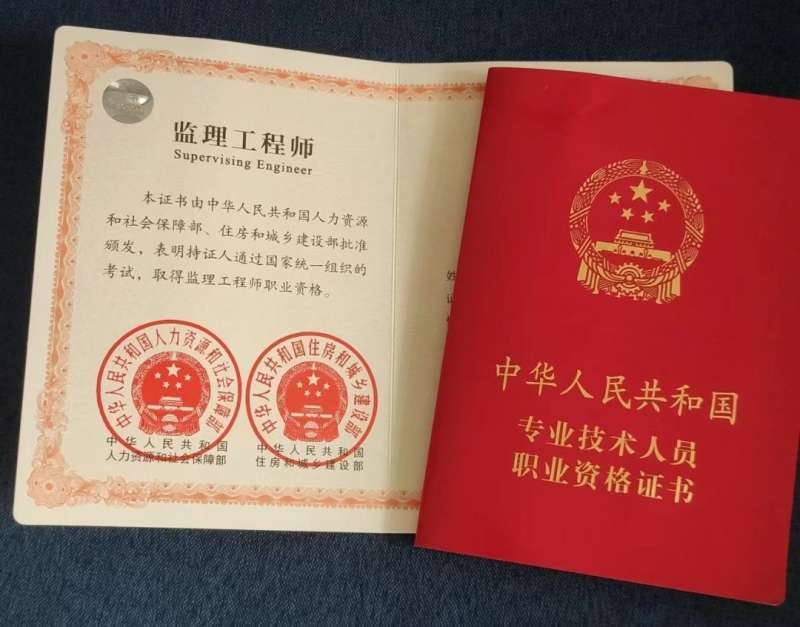 监理工程师
Supervising Engineer
本证书由中华人民共和国人力资源
和社会保障部、住房和城乡建设部批准
颁发，表明持证人通过国家统一组织的
考试，取得监理工程师职业资格。
中华人民共和国人力资源和社会保障部
中华人民共和国住房和城乡建设部
中华人民共和国
人力资源和社会保障部
中华人民共和国
住房和城乡建设部
姓
证
中华人民共和国
专业技术人员
职业资格证书